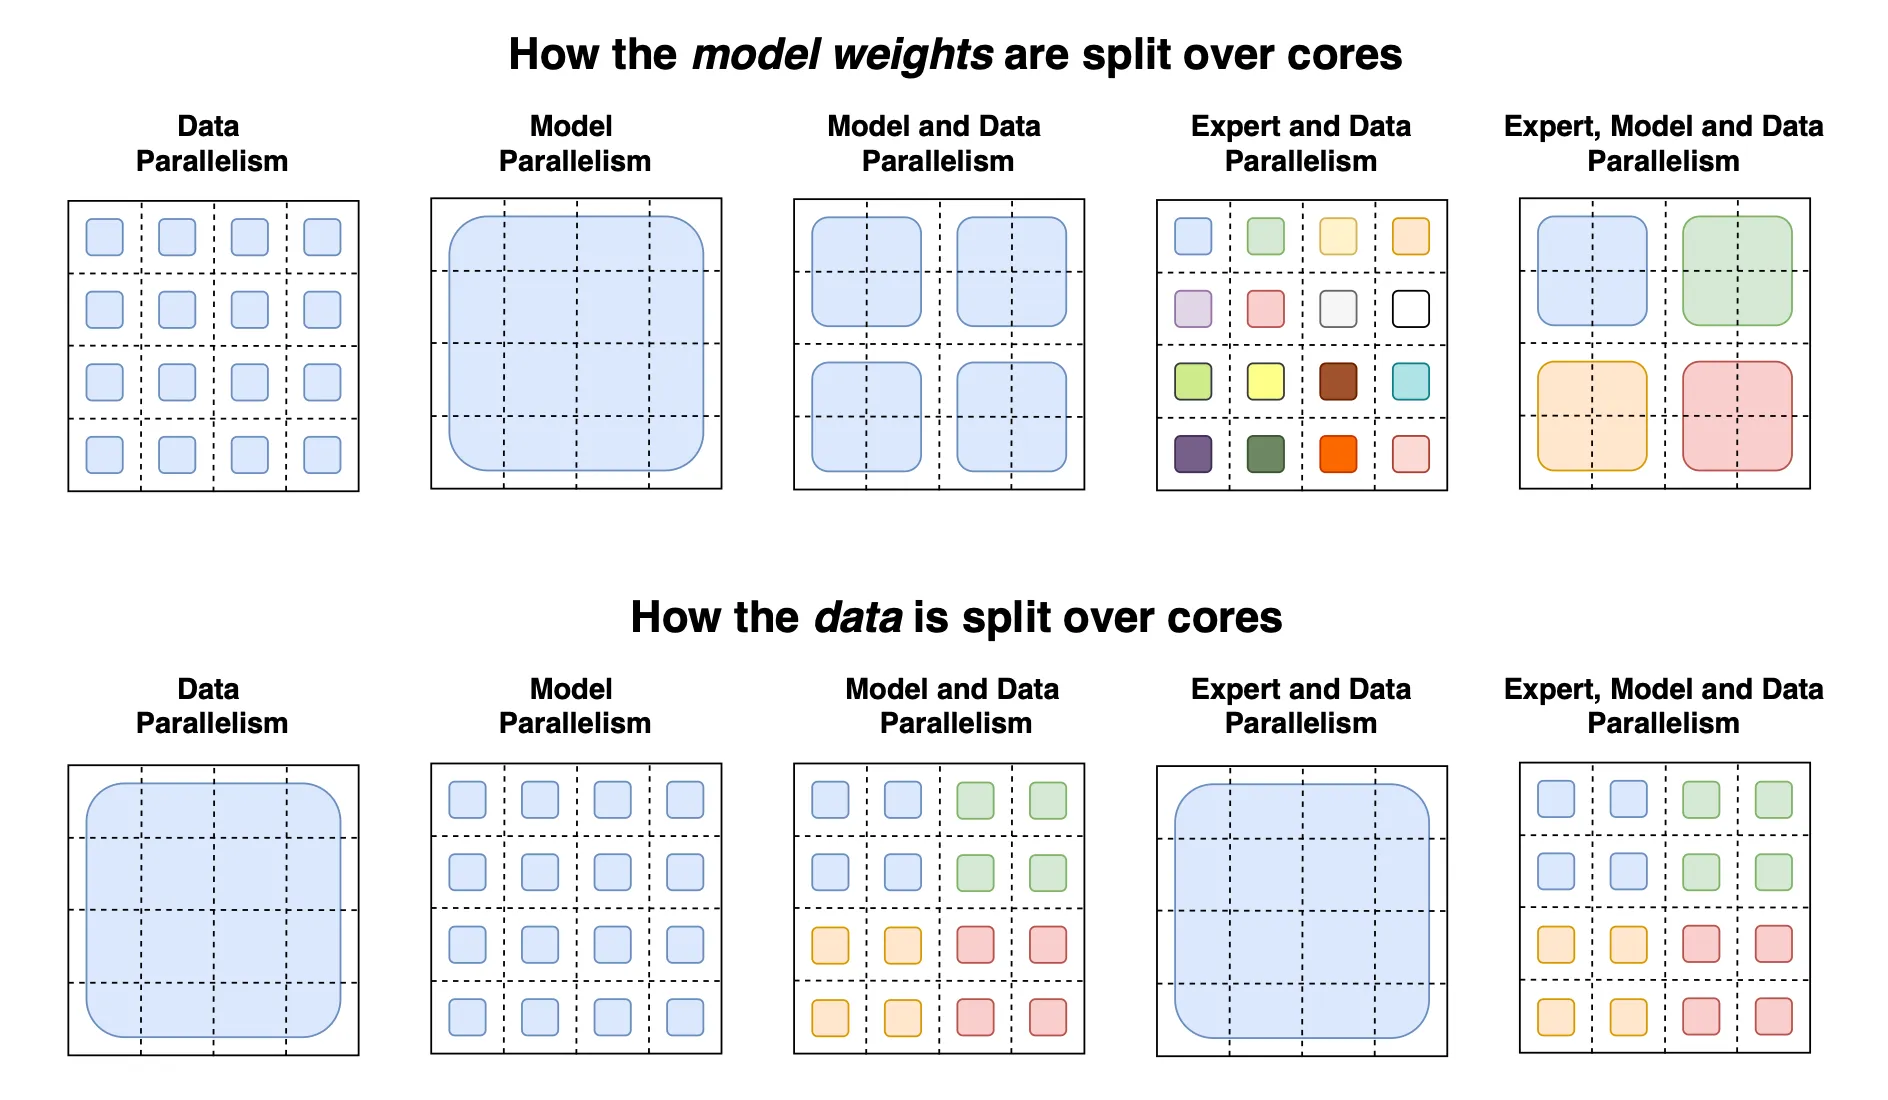 How the model weights are split over cores
Data
Parallelism
Model
Parallelism
Model and Data
Parallelism
Expert and Data
Parallelism
Expert, Model and Data
Parallelism
How the data is split over cores
Data
Parallelism
Model
Parallelism
Model and Data
Parallelism
Expert and Data
Parallelism
Expert, Model and Data
Parallelism